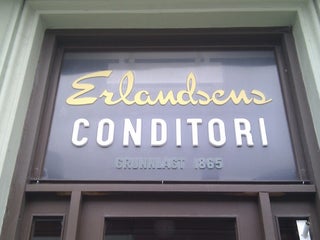 Erlandsens
CONDITORI
GRUNNLAGT 1865